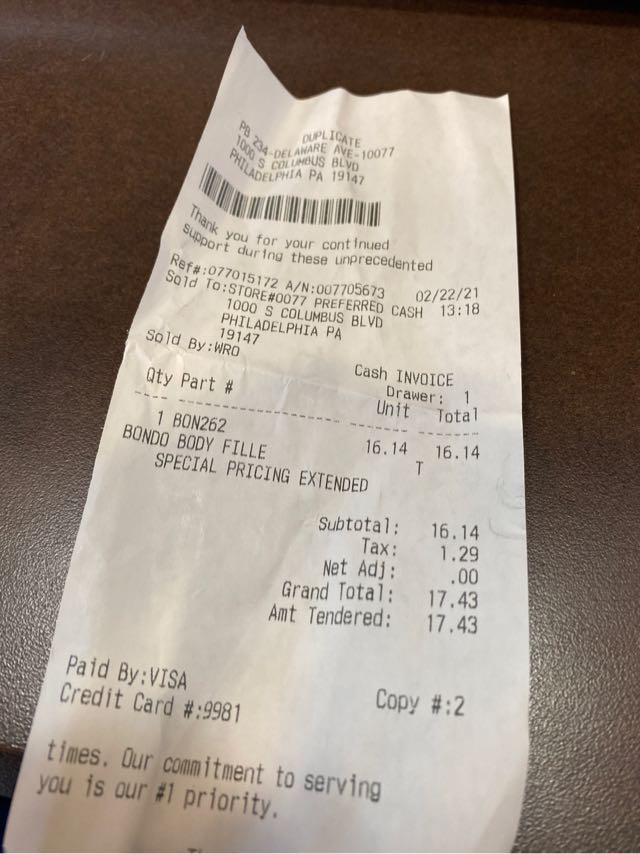 DUPLICATE
PB 234-DELAWARE AVE-10077
1000 S COLUMBUS BLVD
PHILADELPHIA PA 19147
Thank you for your continued
support during these unprecedented
Ref#:077015172 A/N:007705673 02/22/21
Sold To:STORE#0077 PREFERRED CASH 13:18
1000 S COLUMBUS BLVD
PHILADELPHIA PA
19147
Sold By:WRO
Cash INVOICE
Drawer: 1
Qty Part # Unit Total
1 BON262 16.14 16.14
BONDO BODY FILLE T
SPECIAL PRICING EXTENDED
Subtotal: 16.14
Tax: 1.29
Net Adj: .00
Grand Total: 17.43
Amt Tendered: 17.43
Paid By:VISA
Credit Card #:9981 Copy #:2
times. Our commitment to serving
you is our #1 priority.